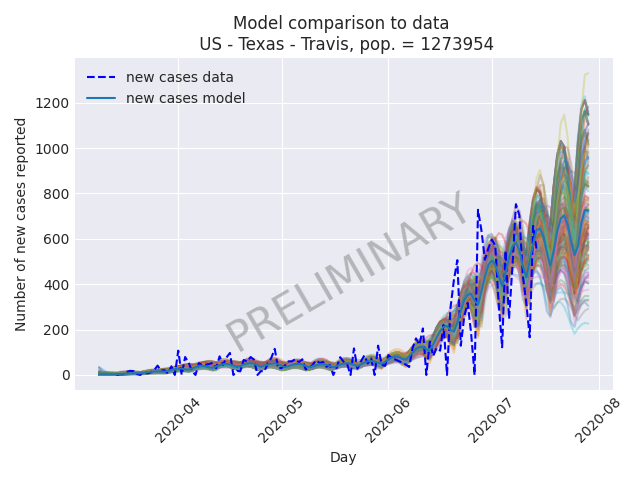 Model comparison to data
US - Texas - Travis, pop. = 1273954
new cases data
new cases model
Number of new cases reported
1200
1000
800
600
400
200
0
PRELIMINARY
2020-04
2020-05
2020-06
2020-07
2020-08
Day